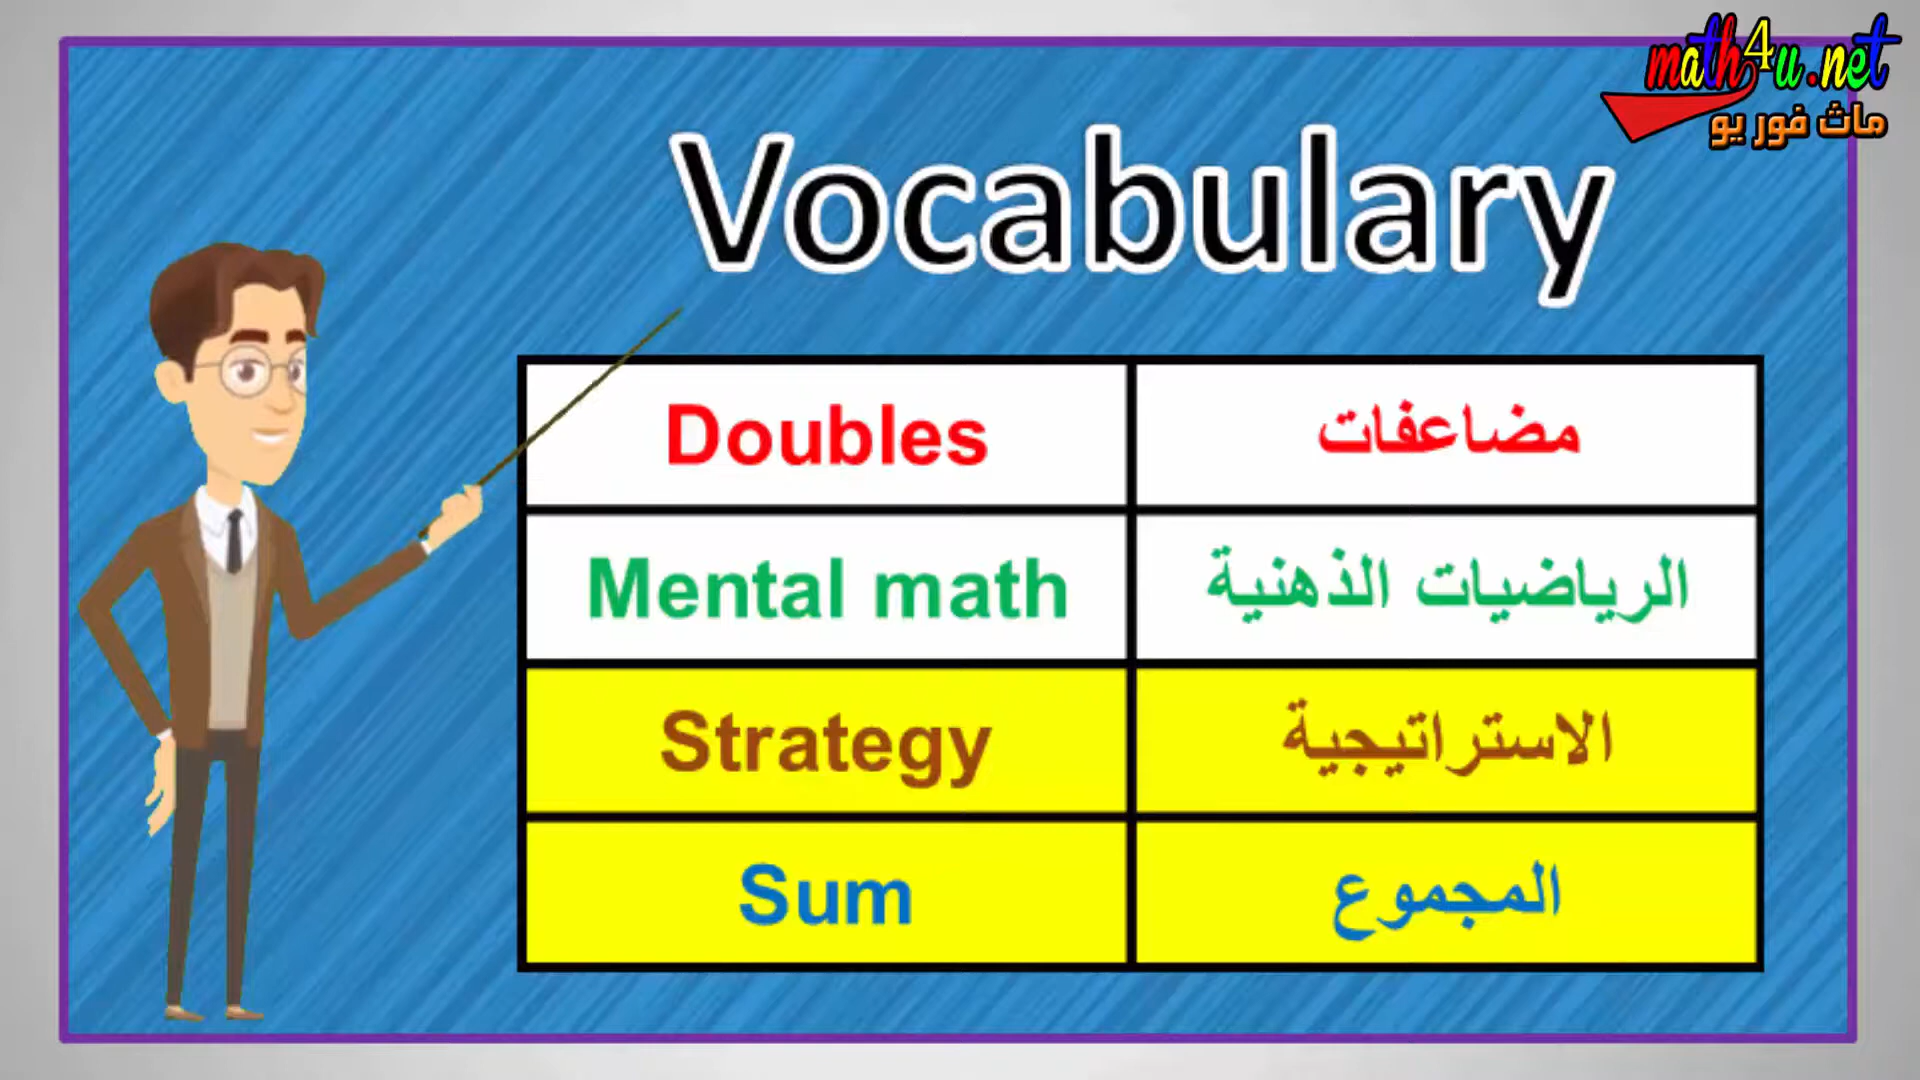 math4u.net
ماث فور يو
Vocabulary
Doubles مضاعفات
Mental math الرياضيات الذهنية
Strategy الاستراتيجية
Sum المجموع